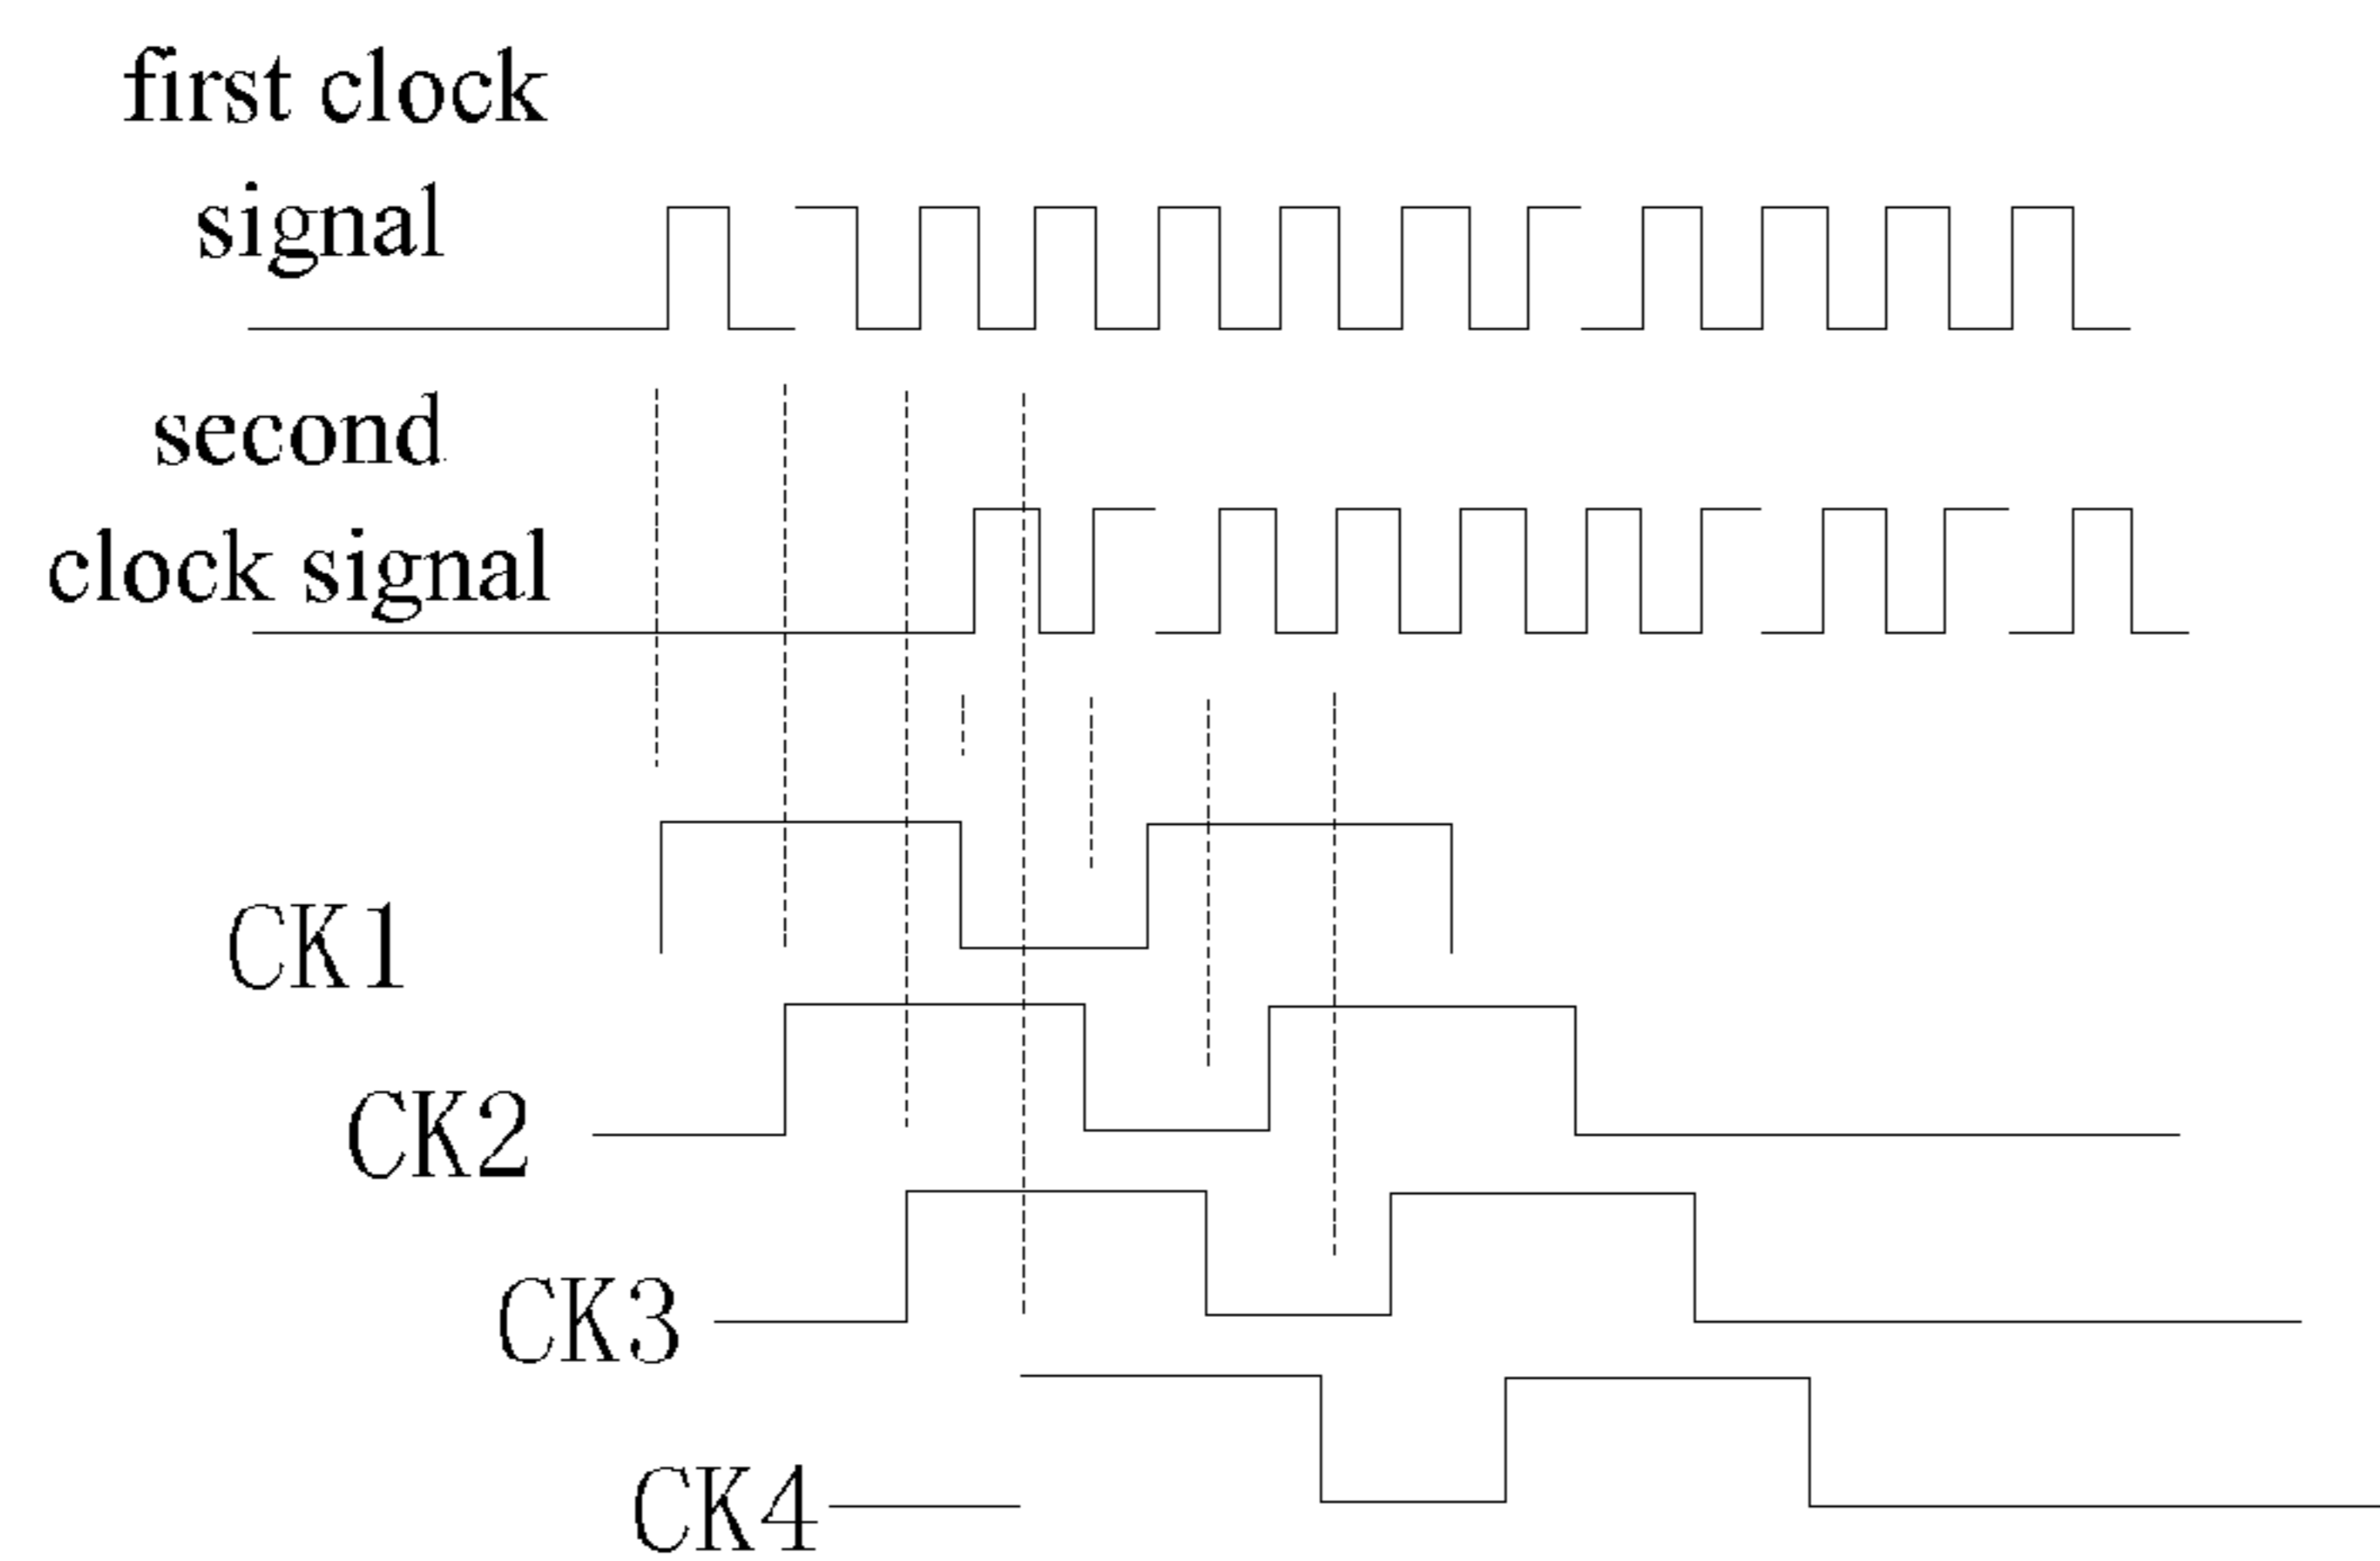 first clock
signal
second
clock signal
CK1
CK2
CK3
CK4